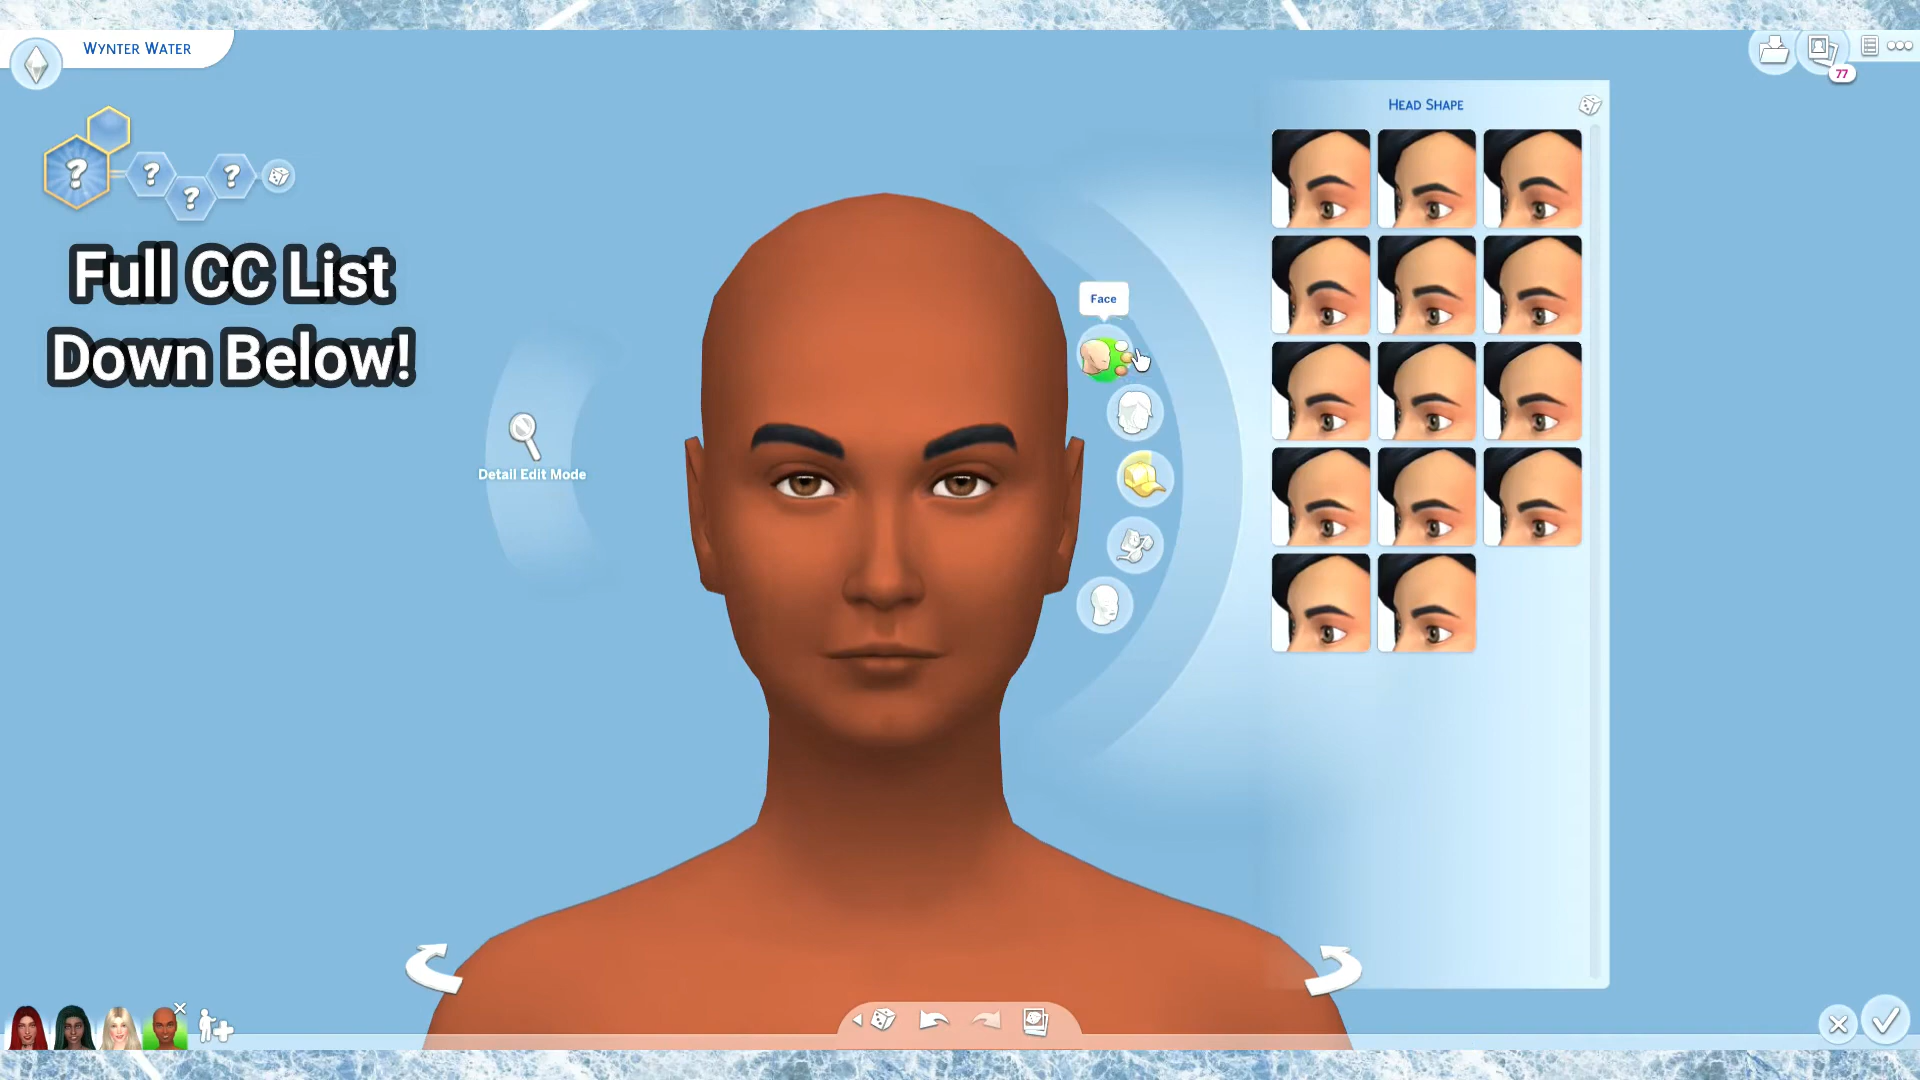 Wynter Water
77
Head Shape
?
?
?
?
Full CC List
Down Below!
Face
Detail Edit Mode